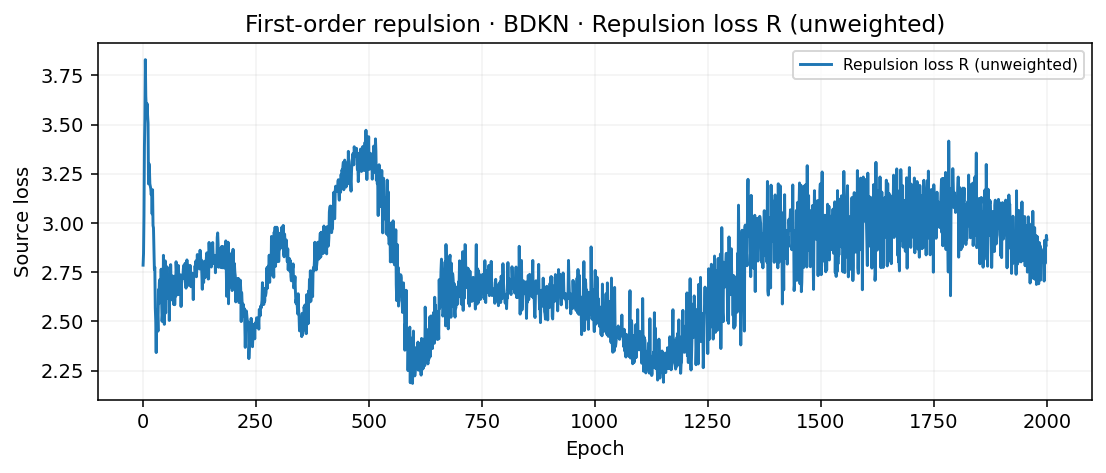 First-order repulsion · BDKN · Repulsion loss R (unweighted)
Repulsion loss R (unweighted)
Source loss
3.75
3.50
3.25
3.00
2.75
2.50
2.25
0 250 500 750 1000 1250 1500 1750 2000
Epoch